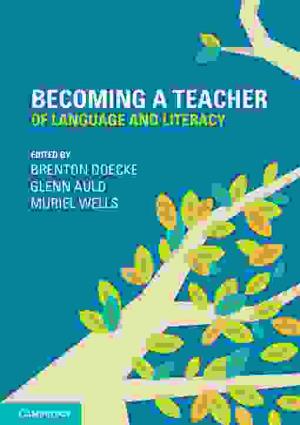 BECOMING A TEACHER
OF LANGUAGE AND LITERACY
EDITED BY
BRENTON DOECKE
GLENN AULD
MURIEL WELLS
CAMBRIDGE